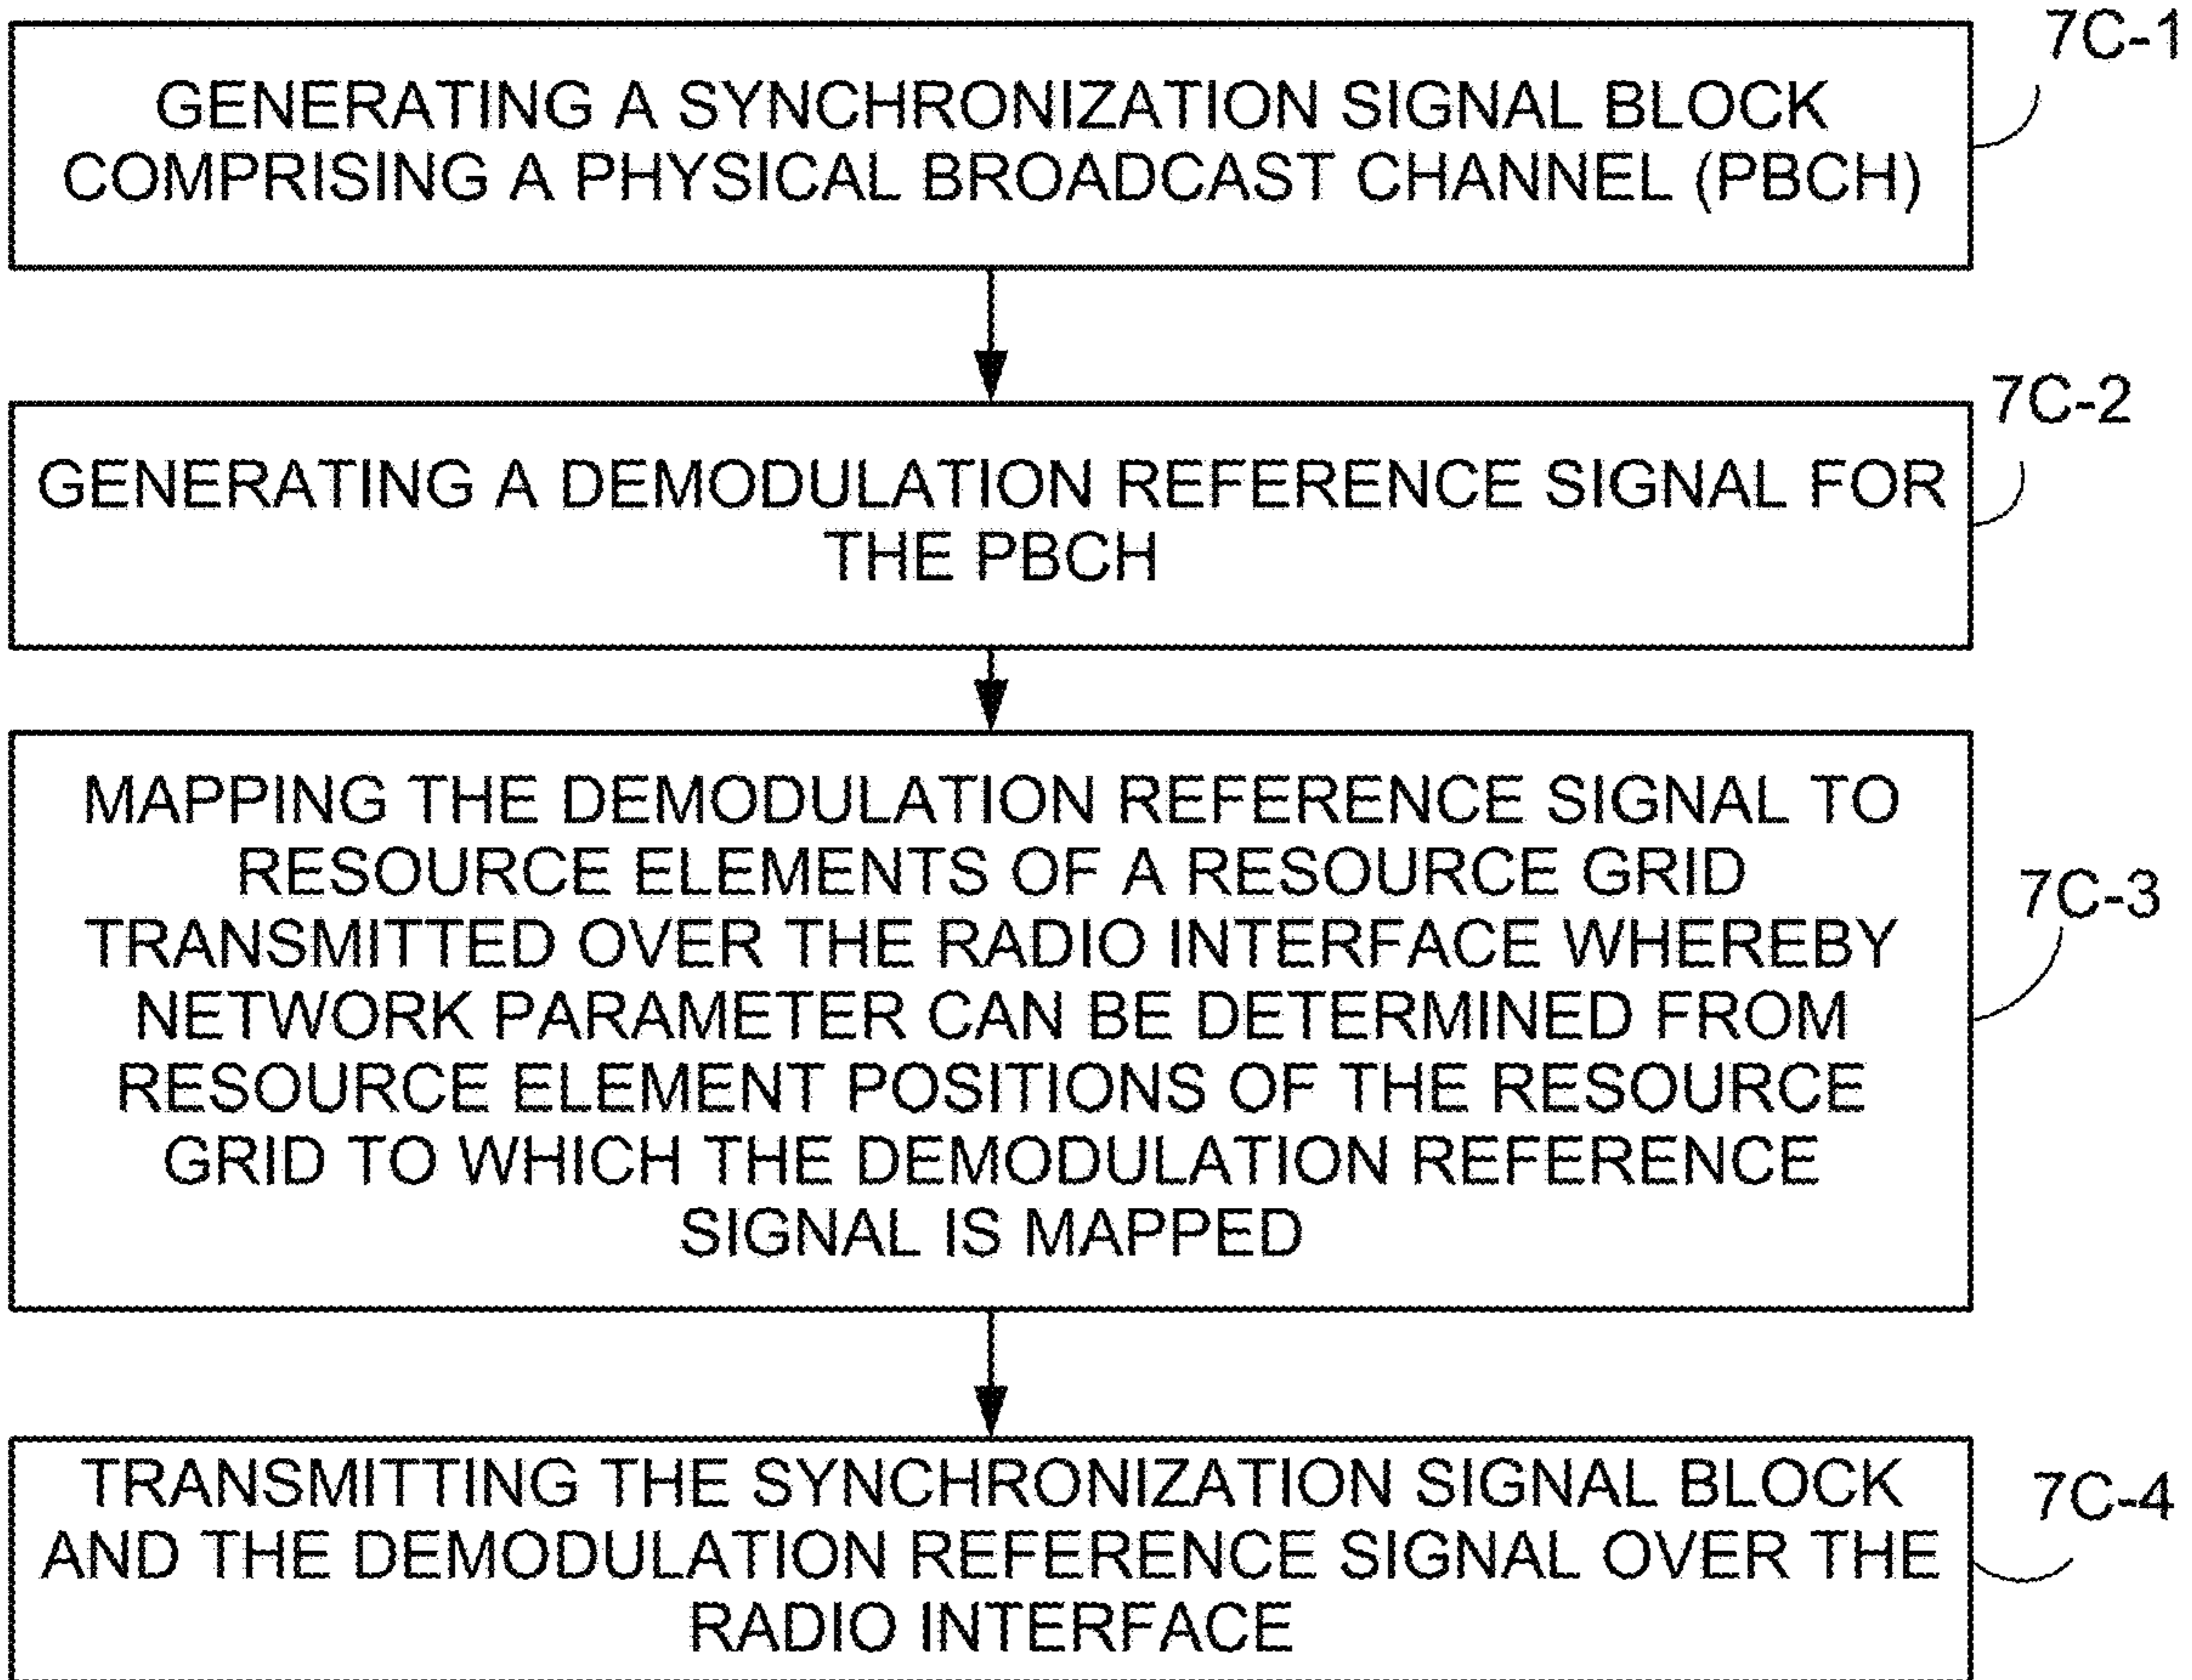 7C-1
GENERATING A SYNCHRONIZATION SIGNAL BLOCK
COMPRISING A PHYSICAL BROADCAST CHANNEL (PBCH)
7C-2
GENERATING A DEMODULATION REFERENCE SIGNAL FOR
THE PBCH
MAPPING THE DEMODULATION REFERENCE SIGNAL TO
RESOURCE ELEMENTS OF A RESOURCE GRID
7C-3
TRANSMITTED OVER THE RADIO INTERFACE WHEREBY
NETWORK PARAMETER CAN BE DETERMINED FROM
RESOURCE ELEMENT POSITIONS OF THE RESOURCE
GRID TO WHICH THE DEMODULATION REFERENCE
SIGNAL IS MAPPED
TRANSMITTING THE SYNCHRONIZATION SIGNAL BLOCK
7C-4
AND THE DEMODULATION REFERENCE SIGNAL OVER THE
RADIO INTERFACE